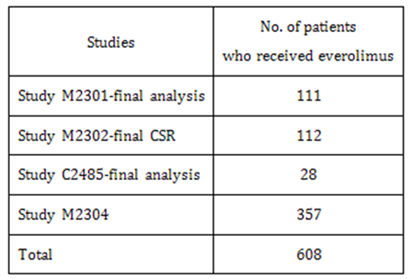 Studies
No. of patients
who received everolimus
Study M2301-final analysis 111
Study M2302-final CSR 112
Study C2485-final analysis 28
Study M2304 357
Total 608